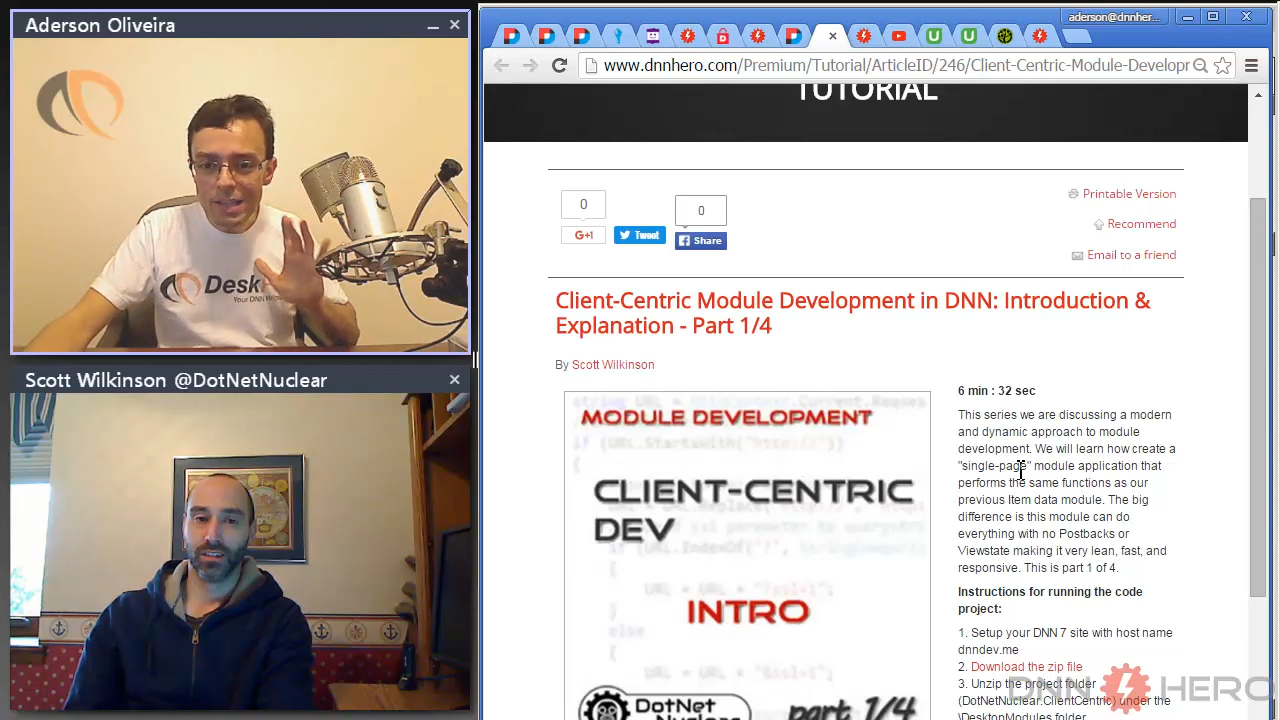 Aderson Oliveira
Desk
Your DNN
Scott Wilkinson @DotNetNuclear
aderson@dnnher...
www.dnnhero.com/Premium/Tutorial/ArticleID/246/Client-Centric-Module-Developr
TUTORIAL
0
0
G+1
Tweet
Share
Printable Version
Recommend
Email to a friend
Client-Centric Module Development in DNN: Introduction &
Explanation - Part 1/4
By Scott Wilkinson
MODULE DEVELOPMENT
CLIENT-CENTRIC
DEV
INTRO
DotNet
Nuclear
part 1/4
6 min : 32 sec
This series we are discussing a modern
and dynamic approach to module
development. We will learn how create a
"single-page" module application that
performs the same functions as our
previous Item data module. The big
difference is this module can do
everything with no Postbacks or
Viewstate making it very lean, fast, and
responsive. This is part 1 of 4.
Instructions for running the code
project:
1. Setup your DNN 7 site with host name
dnndev.me
2. Download the zip file
3. Unzip the project folder
(DotNetNuclear.ClientCentric) under the
\DesktopModules folder
DNN HERO